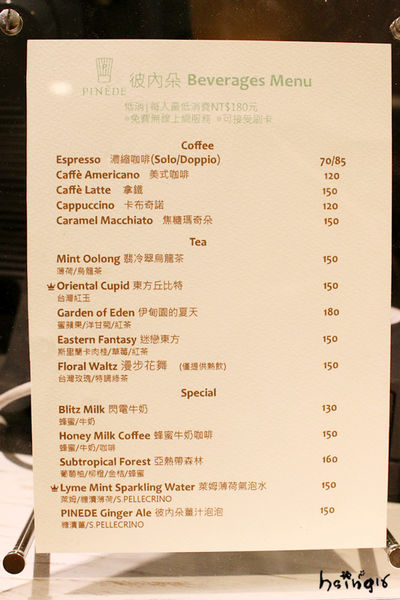 PINÈDE 彼內朵 Beverages Menu
低消|每人最低消費NT$180元
*免費無線上網服務 *可接受刷卡
Coffee
Espresso 濃縮咖啡(Solo/Doppio) 70/85
Caffè Americano 美式咖啡 120
Caffè Latte 拿鐵 150
Cappuccino 卡布奇諾 120
Caramel Macchiato 焦糖瑪奇朵 150
Tea
Mint Oolong 翡冷翠烏龍茶 150
薄荷/烏龍茶
Oriental Cupid 東方丘比特 150
台灣紅玉
Garden of Eden 伊甸園的夏天 180
蜜蘋果/洋甘菊/紅茶
Eastern Fantasy 迷戀東方 150
斯里蘭卡肉桂/草莓/紅茶
Floral Waltz 漫步花舞 (僅提供熱飲) 150
台灣玫瑰/特調綠茶
Special
Blitz Milk 閃電牛奶 130
蜂蜜/牛奶
Honey Milk Coffee 蜂蜜牛奶咖啡 150
蜂蜜/牛奶/咖啡
Subtropical Forest 亞熱帶森林 160
葡萄柚/柳橙/金桔/蜂蜜
Lyme Mint Sparkling Water 萊姆薄荷氣泡水 150
萊姆/糖漬薄荷/S.PELLECRINO
PINEDE Ginger Ale 彼內朵薑汁泡泡 150
糖漬薑/S.PELLECRINO
hsing16